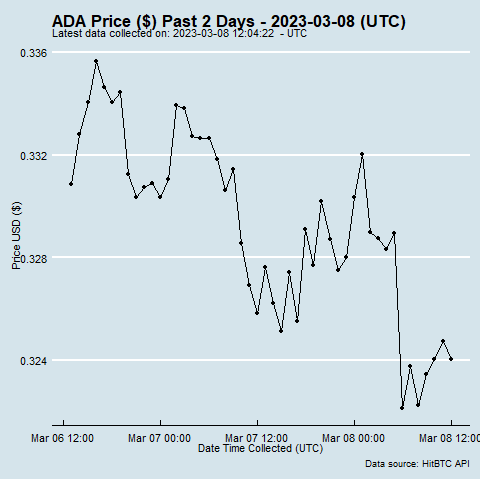 ADA Price ($) Past 2 Days - 2023-03-08 (UTC)
Latest data collected on: 2023-03-08 12:04:22  - UTC
0.336
0.332
0.328
0.324
Price USD ($)
Mar 06 12:00 Mar 07 00:00 Mar 07 12:00 Mar 08 00:00 Mar 08 12:00
Date Time Collected (UTC)
Data source: HitBTC API